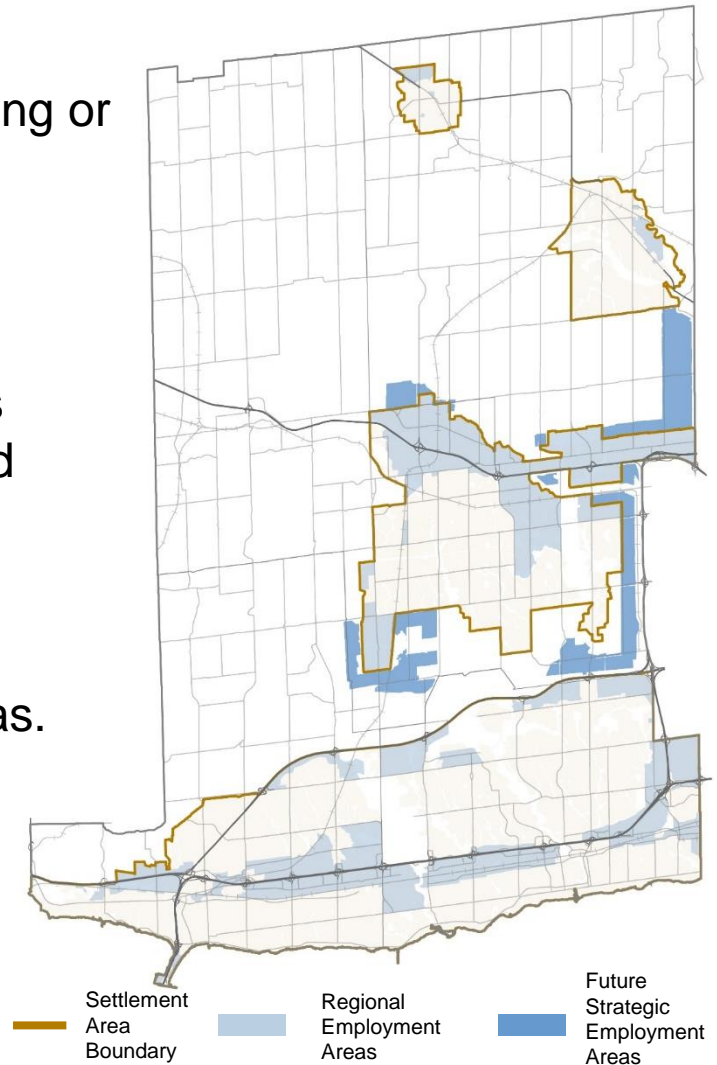 ng or
s
d
as.
Settlement
Area
Boundary
Regional
Employment
Areas
Future
Strategic
Employment
Areas